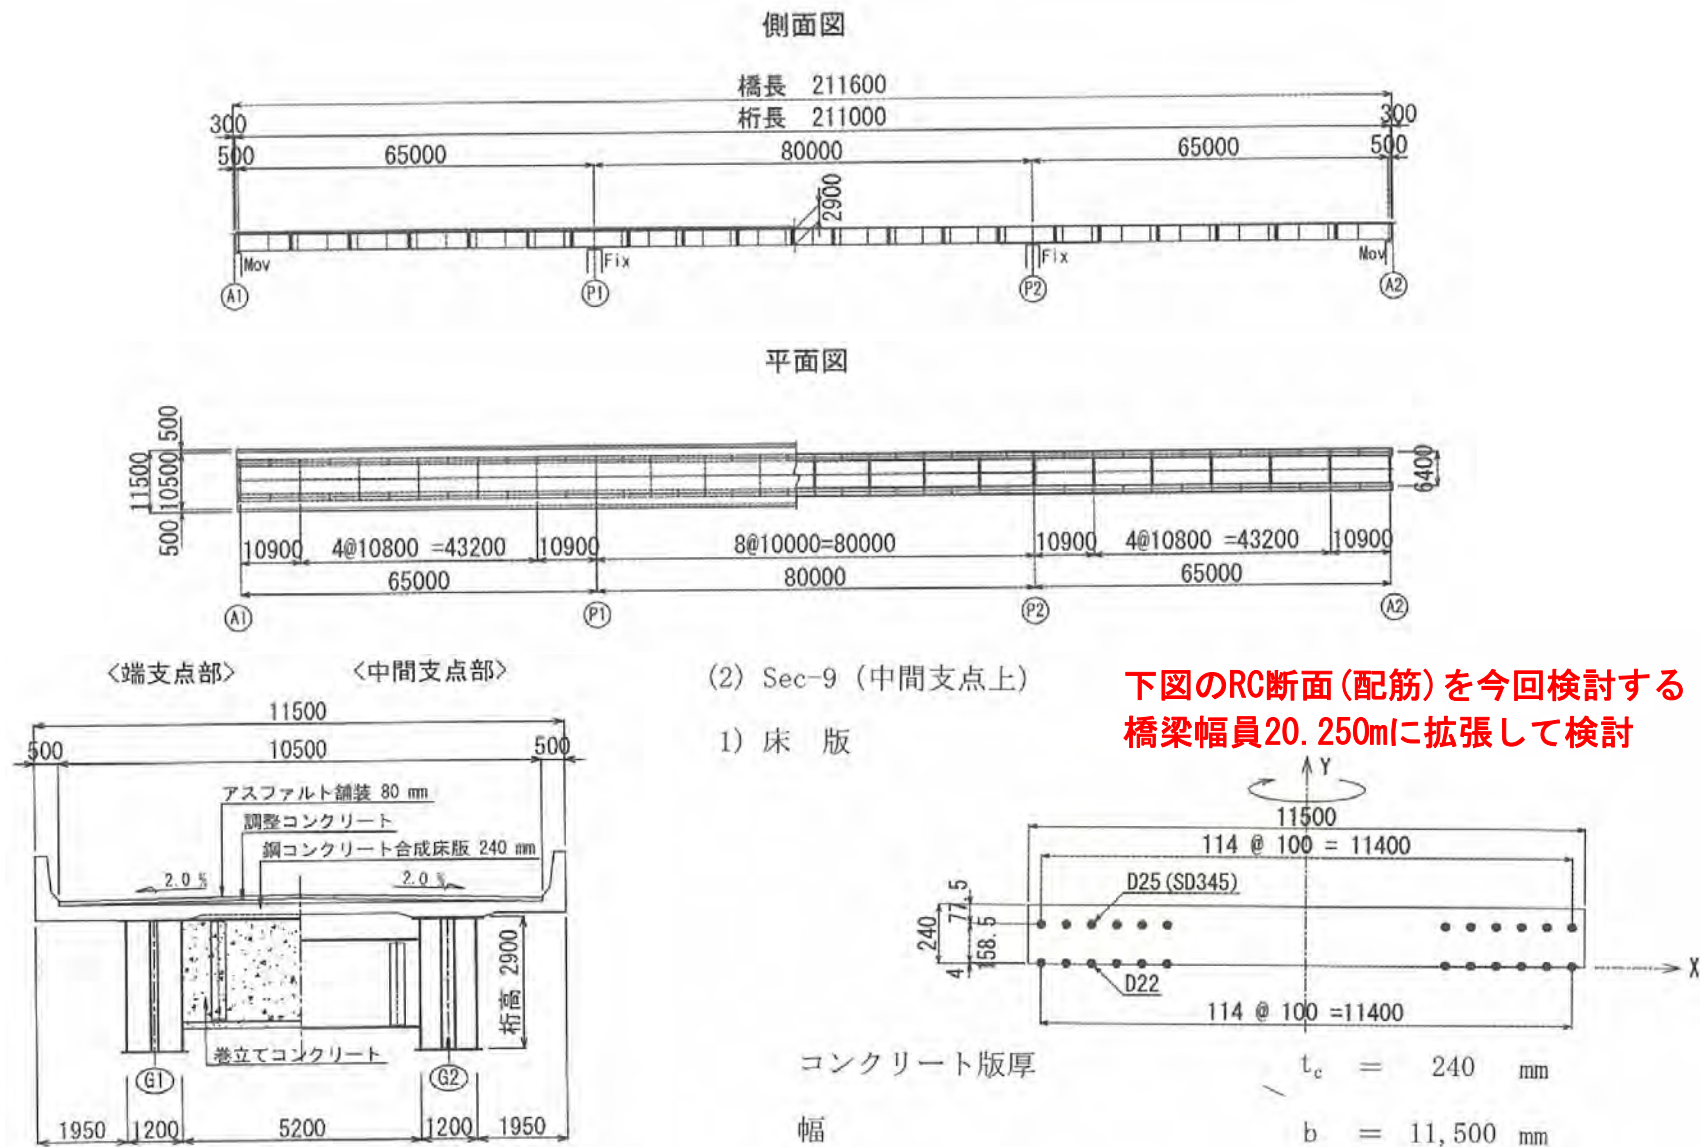 側面図
橋長 211600
桁長 211000
300
300
500
65000
80000
65000
500
2900
Mov
Fix
Fix
Mov
A1
P1
P2
A2
平面図
500
11500
10500
500
6400
10900
4@10800 =43200
10900
8@10000=80000
10900
4@10800 =43200
10900
65000
80000
65000
A1
P1
P2
A2
<端支点部>
<中間支点部>
11500
500
10500
500
アスファルト舗装 80 mm
調整コンクリート
鋼コンクリート合成床版 240 mm
2.0 %
2.0 %
桁高 2900
巻立てコンクリート
G1
G2
1950
1200
5200
1200
1950
(2) Sec-9 (中間支点上)
1) 床 版
下図のRC断面(配筋)を今回検討する
橋梁幅員20.250mに拡張して検討
Y
11500
114 @ 100 = 11400
D25(SD345)
240
77.5
158.5
4
D22
X
114 @ 100 =11400
コンクリート版厚 tc = 240 mm
幅 b = 11,500 mm